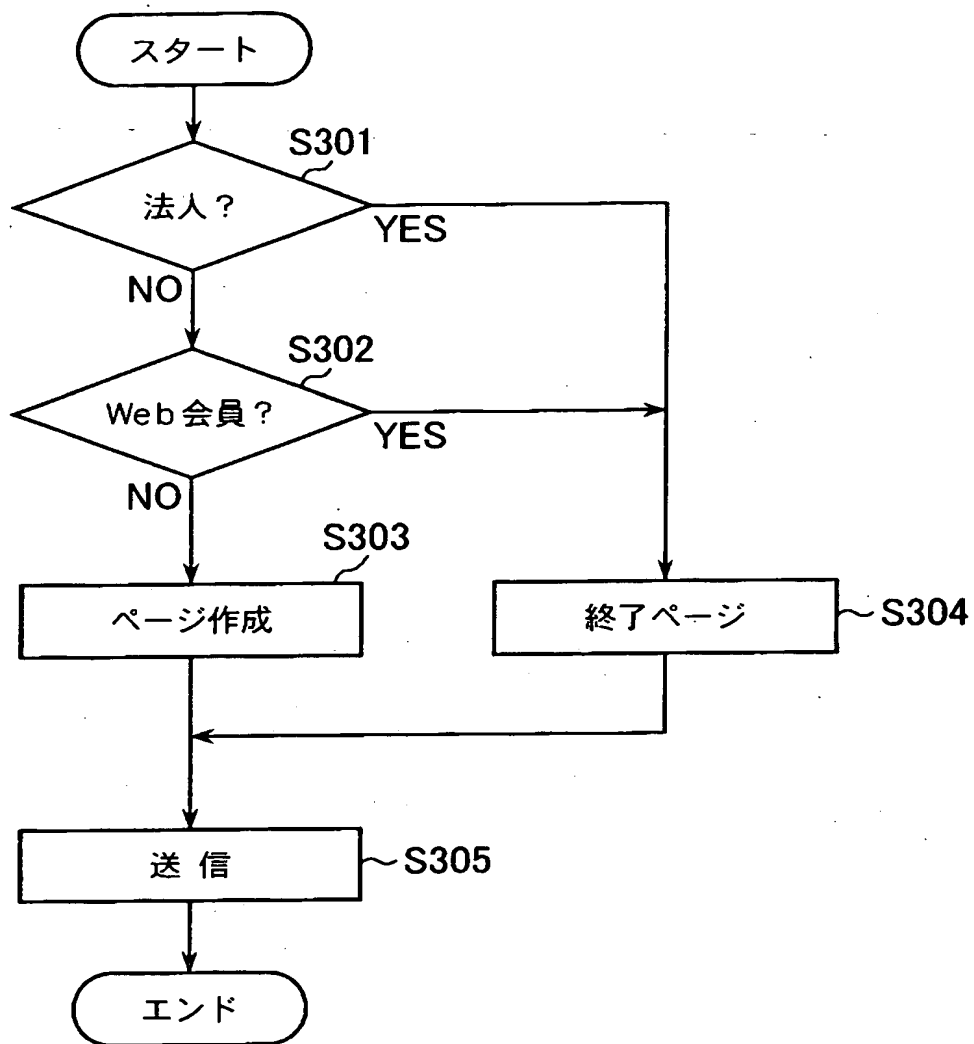 スタート
S301
法人?
YES
NO
S302
Web会員?
YES
NO
S303
ページ作成
終了ページ
S304
送信
S305
エンド